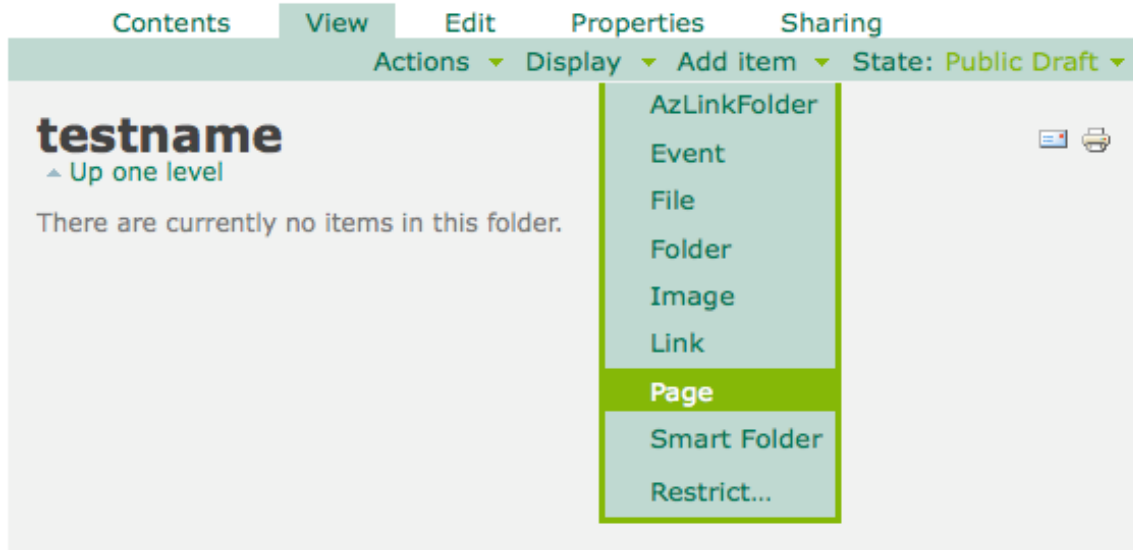 Contents View Edit Properties Sharing
Actions Display Add item State: Public Draft
testname
Up one level
There are currently no items in this folder.
AzLinkFolder
Event
File
Folder
Image
Link
Page
Smart Folder
Restrict...